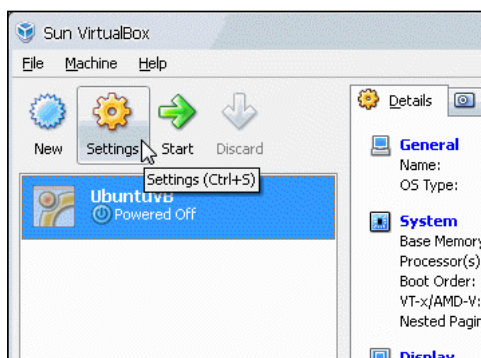 Sun VirtualBox
File Machine Help
New Settings Start Discard
Settings (Ctrl+S)
UbuntuVB
Powered Off
Details
General
Name:
OS Type:
System
Base Memory
Processor(s)
Boot Order:
VT-x/AMD-V:
Nested Pagin
Display